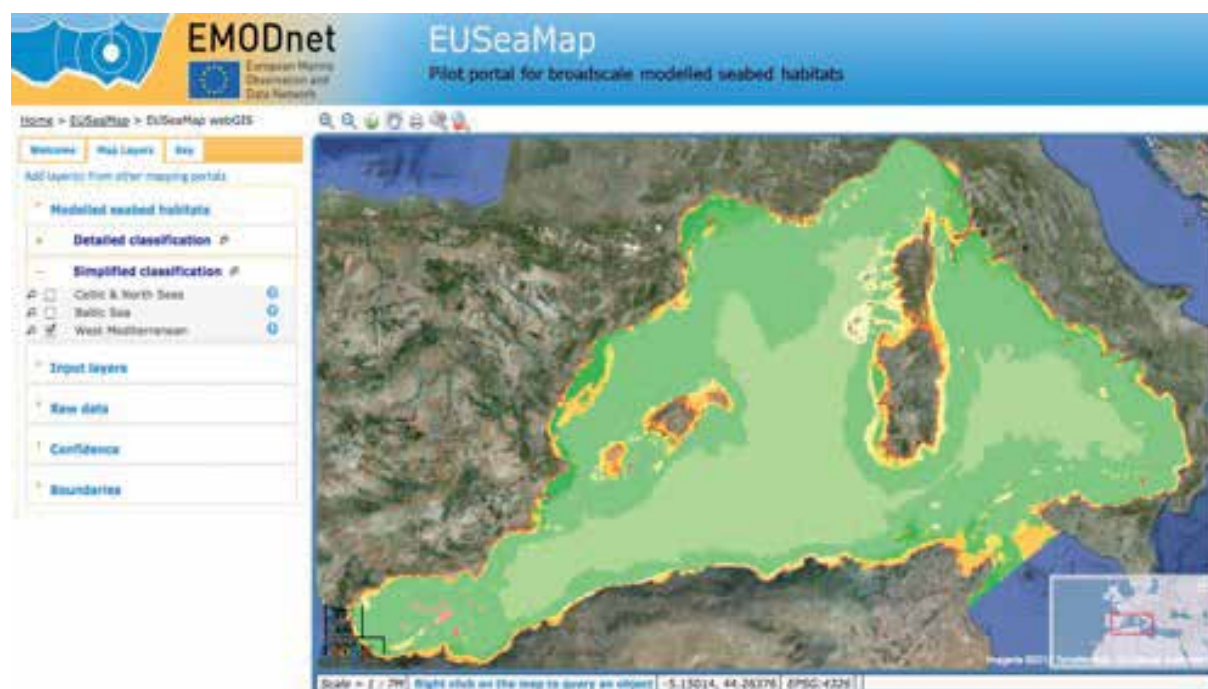 EMODnet
European Marine
Observation and
Data Network
EUSeaMap
Pilot portal for broadscale modelled seabed habitats
Home > EUSeaMap > EUSeaMap webGIS
Welcome Map Layers Key
Add layer(s) from other mapping portals
Modelled seabed habitats
Detailed classification
Simplified classification
Celtic & North Seas
Baltic Sea
West Mediterranean
Input layers
Raw data
Confidence
Boundaries
Scale = 1 : 7M Right click on the map to query an object -5.15014, 44.26376 EPSG:4326